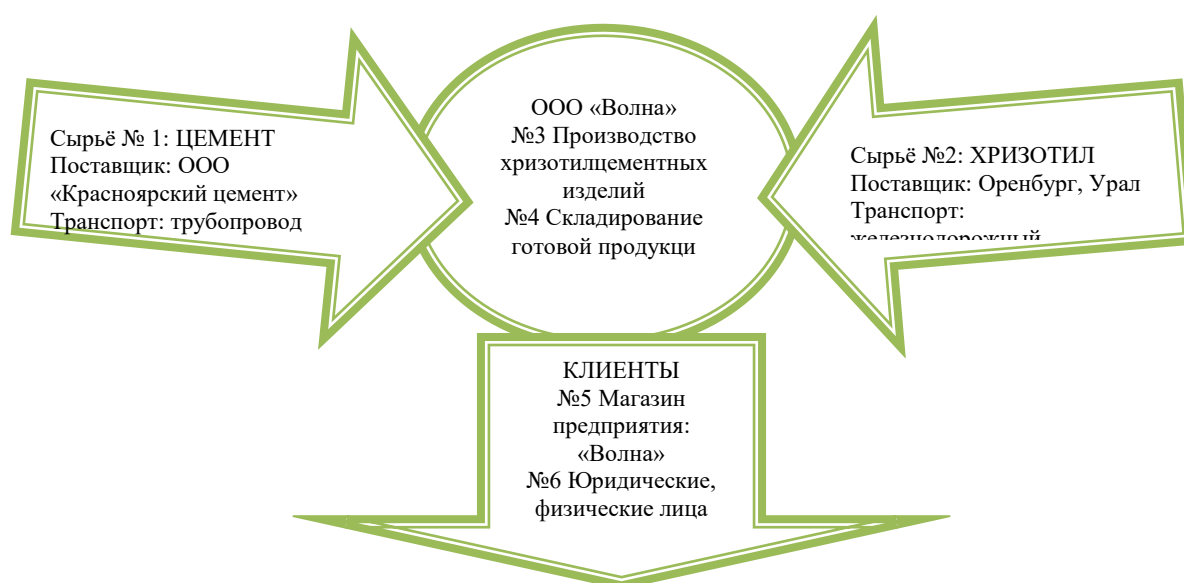 Сырьё № 1: ЦЕМЕНТ
Поставщик: ООО
«Красноярский цемент»
Транспорт: трубопровод
ООО «Волна»
№3 Производство
хризотилцементных
изделий
№4 Складирование
готовой продукци
Сырьё №2: ХРИЗОТИЛ
Поставщик: Оренбург, Урал
Транспорт:
железнодорожный
КЛИЕНТЫ
№5 Магазин
предприятия:
«Волна»
№6 Юридические,
физические лица